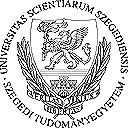 UNIVERSITAS SCIENTIARUM SZEGEDIENSIS
SZEGEDI TUDOMÁNYEGYETEM